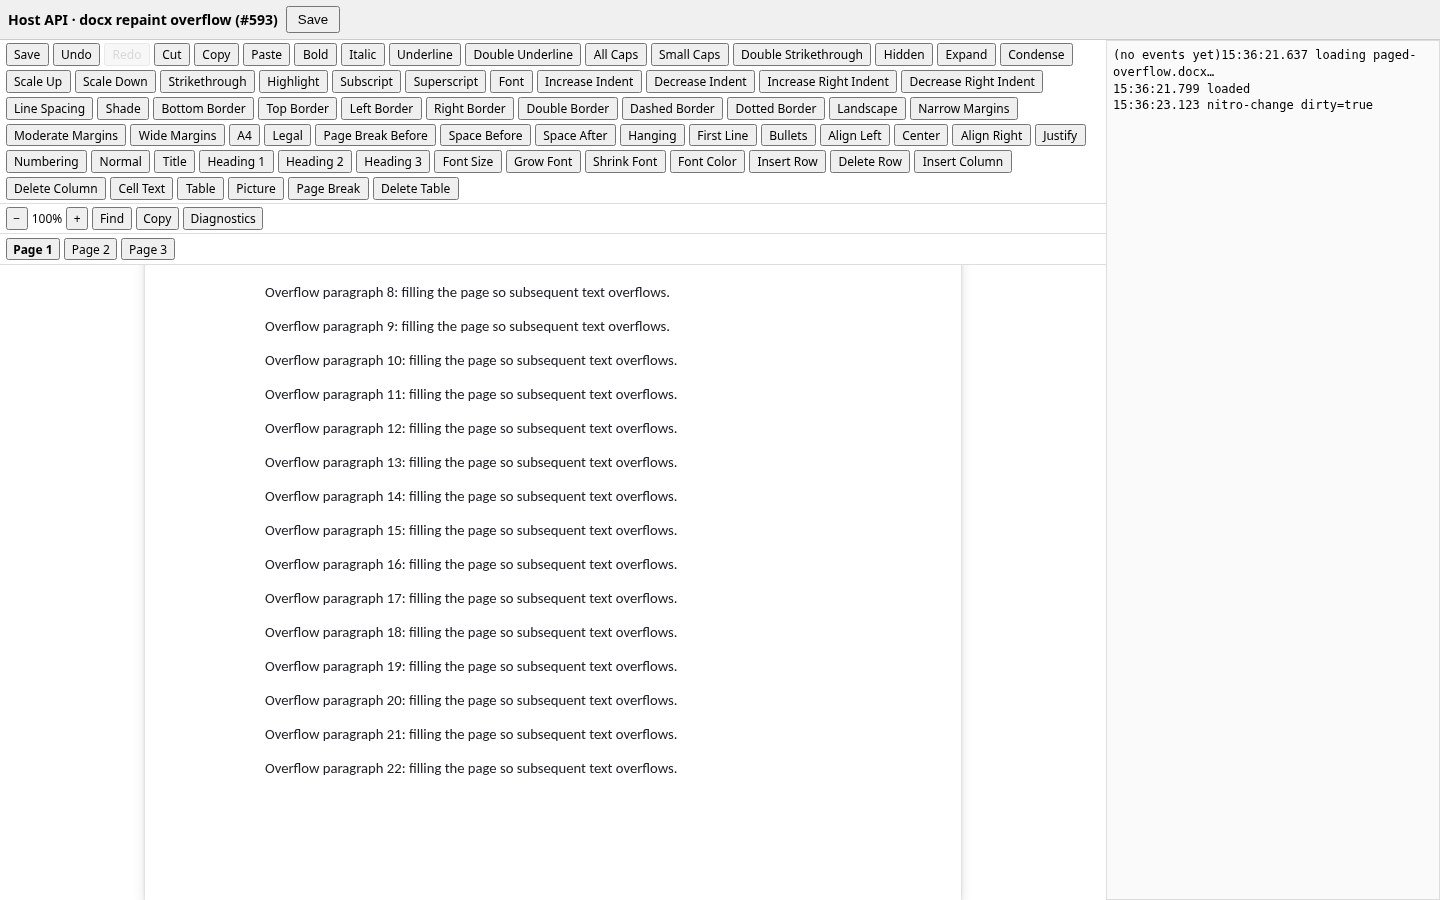 Host API · docx repaint overflow (#593) Save
Save Undo Redo Cut Copy Paste Bold Italic Underline Double Underline All Caps Small Caps Double Strikethrough Hidden Expand Condense
Scale Up Scale Down Strikethrough Highlight Subscript Superscript Font Increase Indent Decrease Indent Increase Right Indent Decrease Right Indent
Line Spacing Shade Bottom Border Top Border Left Border Right Border Double Border Dashed Border Dotted Border Landscape Narrow Margins
Moderate Margins Wide Margins A4 Legal Page Break Before Space Before Space After Hanging First Line Bullets Align Left Center Align Right Justify
Numbering Normal Title Heading 1 Heading 2 Heading 3 Font Size Grow Font Shrink Font Font Color Insert Row Delete Row Insert Column
Delete Column Cell Text Table Picture Page Break Delete Table
− 100% + Find Copy Diagnostics
Page 1 Page 2 Page 3
Overflow paragraph 8: filling the page so subsequent text overflows.
Overflow paragraph 9: filling the page so subsequent text overflows.
Overflow paragraph 10: filling the page so subsequent text overflows.
Overflow paragraph 11: filling the page so subsequent text overflows.
Overflow paragraph 12: filling the page so subsequent text overflows.
Overflow paragraph 13: filling the page so subsequent text overflows.
Overflow paragraph 14: filling the page so subsequent text overflows.
Overflow paragraph 15: filling the page so subsequent text overflows.
Overflow paragraph 16: filling the page so subsequent text overflows.
Overflow paragraph 17: filling the page so subsequent text overflows.
Overflow paragraph 18: filling the page so subsequent text overflows.
Overflow paragraph 19: filling the page so subsequent text overflows.
Overflow paragraph 20: filling the page so subsequent text overflows.
Overflow paragraph 21: filling the page so subsequent text overflows.
Overflow paragraph 22: filling the page so subsequent text overflows.
(no events yet)15:36:21.637 loading paged-
overflow.docx…
15:36:21.799 loaded
15:36:23.123 nitro-change dirty=true